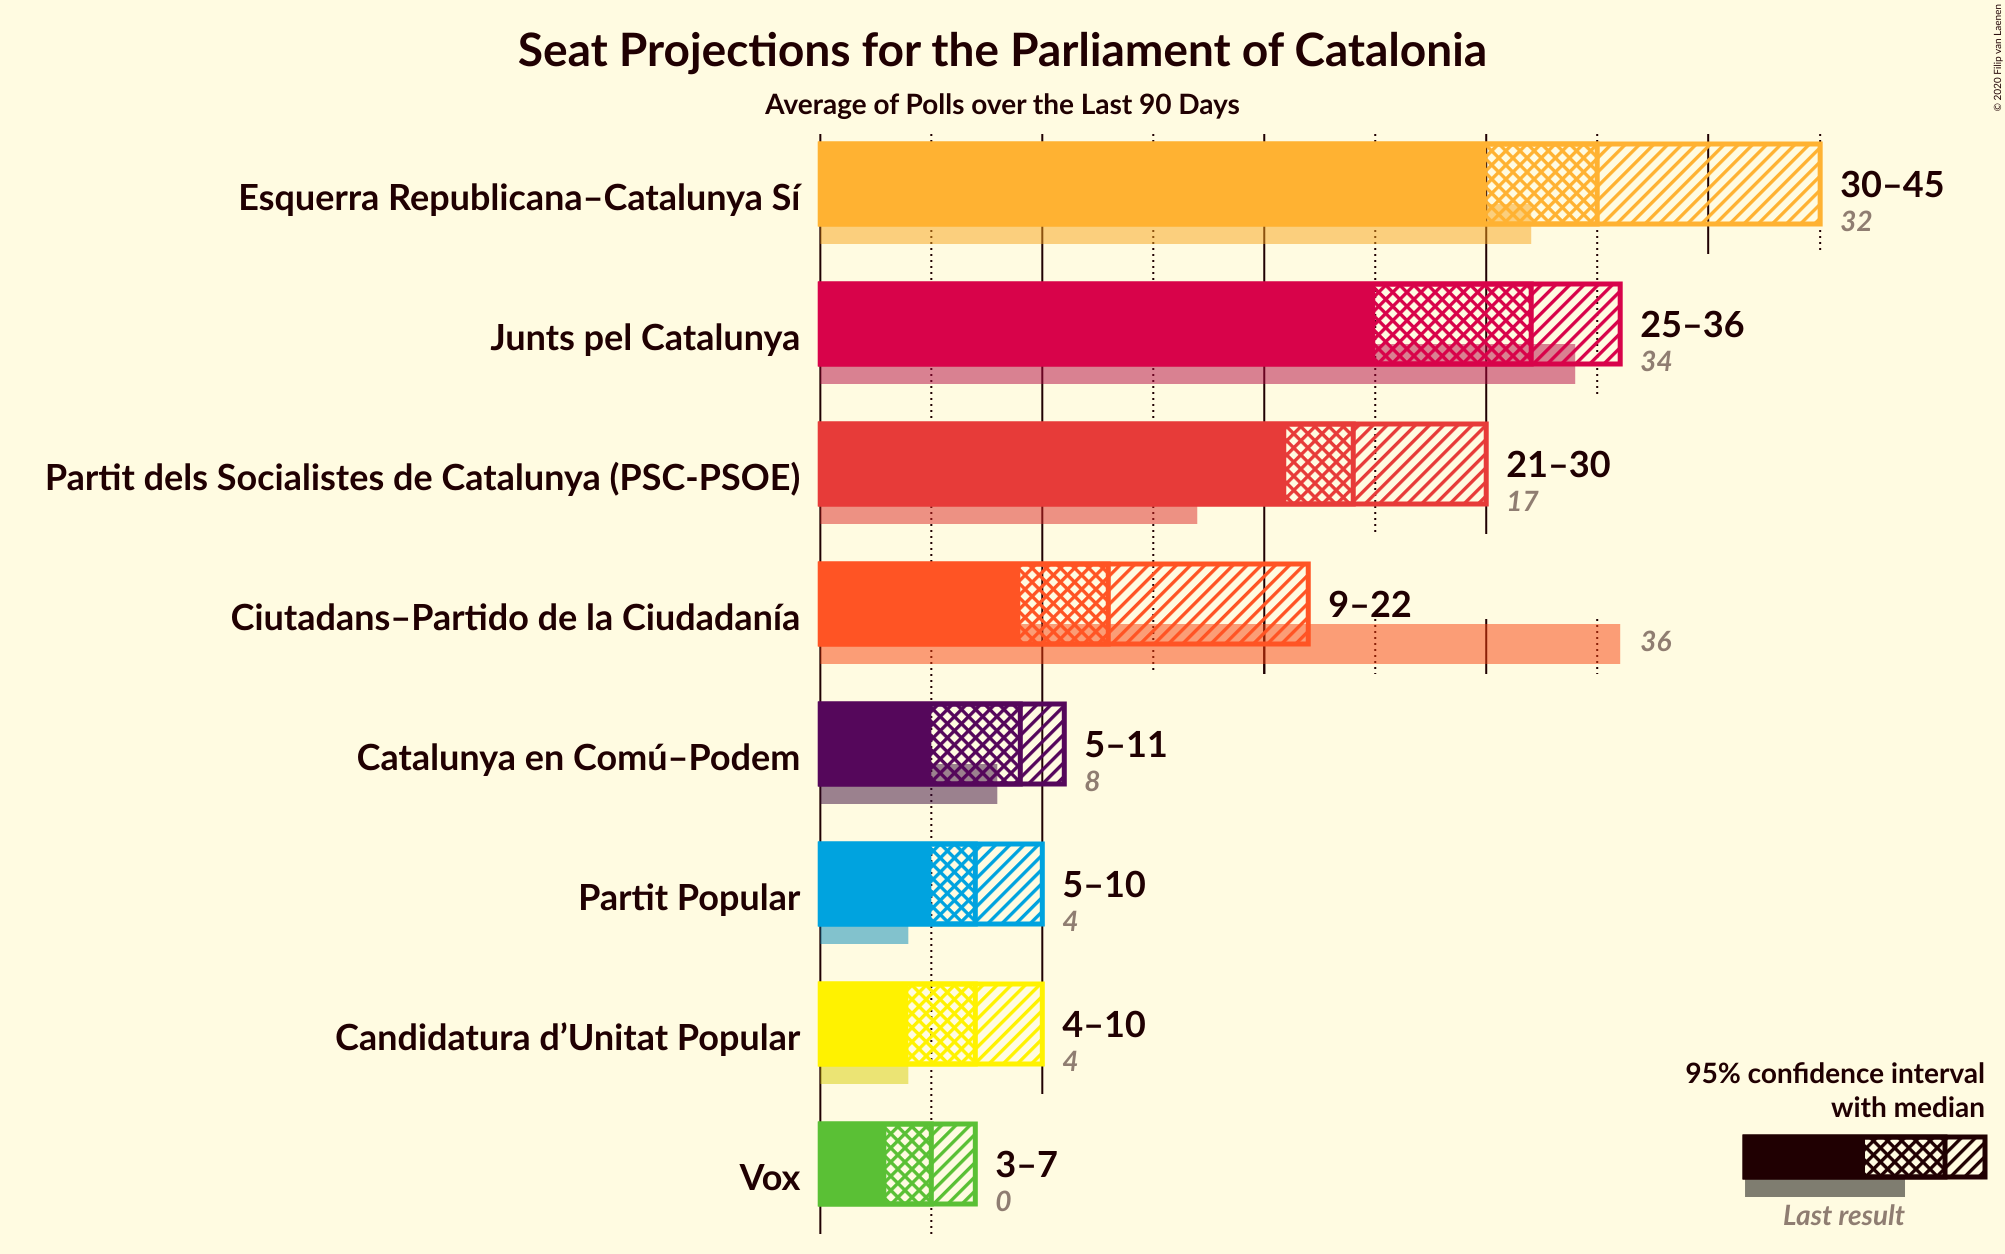 Seat Projections for the Parliament of Catalonia
Average of Polls over the Last 90 Days
© 2020 Filip van Laenen
Esquerra Republicana–Catalunya Sí
30–45
32
Junts pel Catalunya
25–36
34
Partit dels Socialistes de Catalunya (PSC-PSOE)
21–30
17
Ciutadans–Partido de la Ciudadanía
9–22
36
Catalunya en Comú–Podem
5–11
8
Partit Popular
5–10
4
Candidatura d’Unitat Popular
4–10
4
Vox
3–7
0
95% confidence interval
with median
Last result